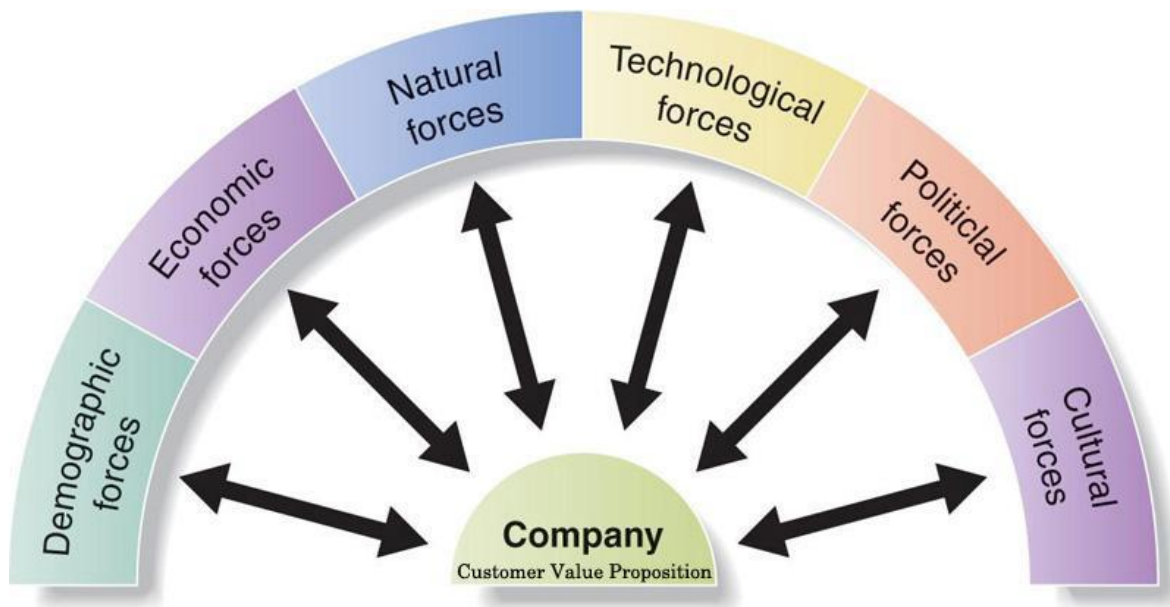 Demographic
forces
Economic
forces
Natural
forces
Technological
forces
Politiclal
forces
Cultural
forces
Company
Customer Value Proposition